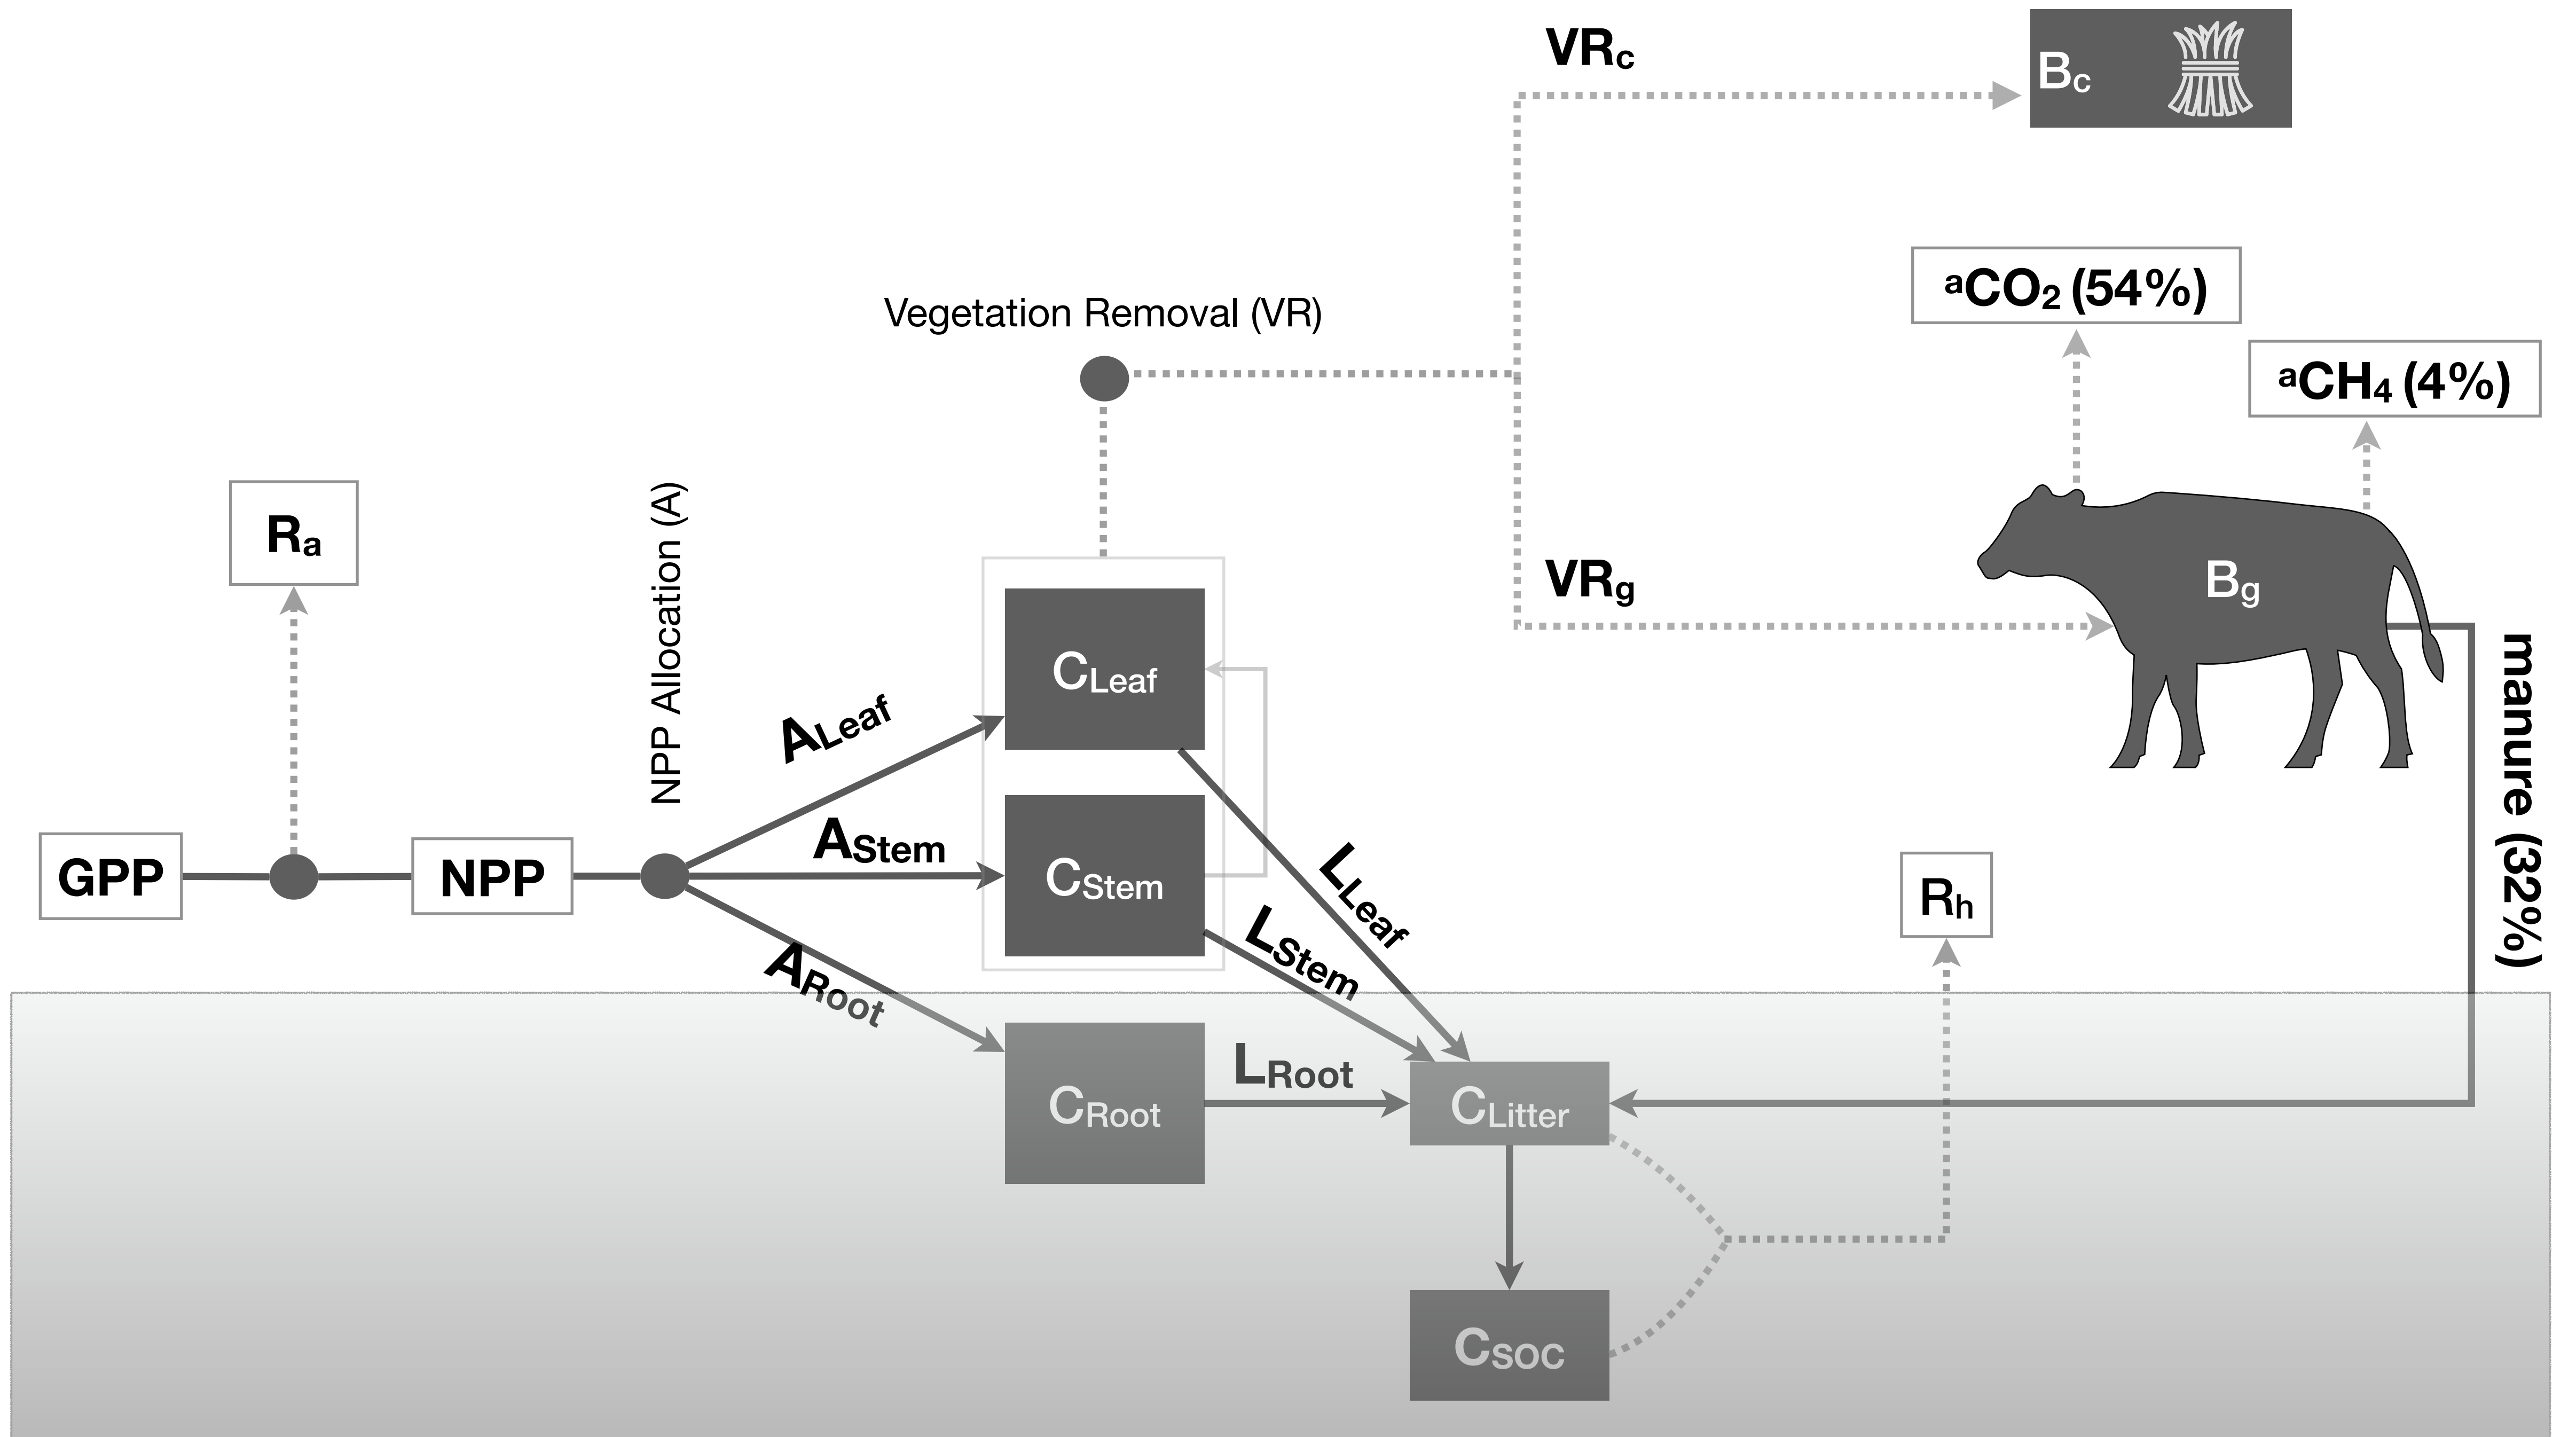 VRc
Bc
aCO2 (54%)
Vegetation Removal (VR)
aCH4 (4%)
NPP Allocation (A)
Ra
VRg
Bg
CLeaf
ALeaf
manure (32%)
GPP
NPP
AStem
CStem
LLeaf
LStem
Rh
ARoot
CRoot
LRoot
CLitter
CSOC